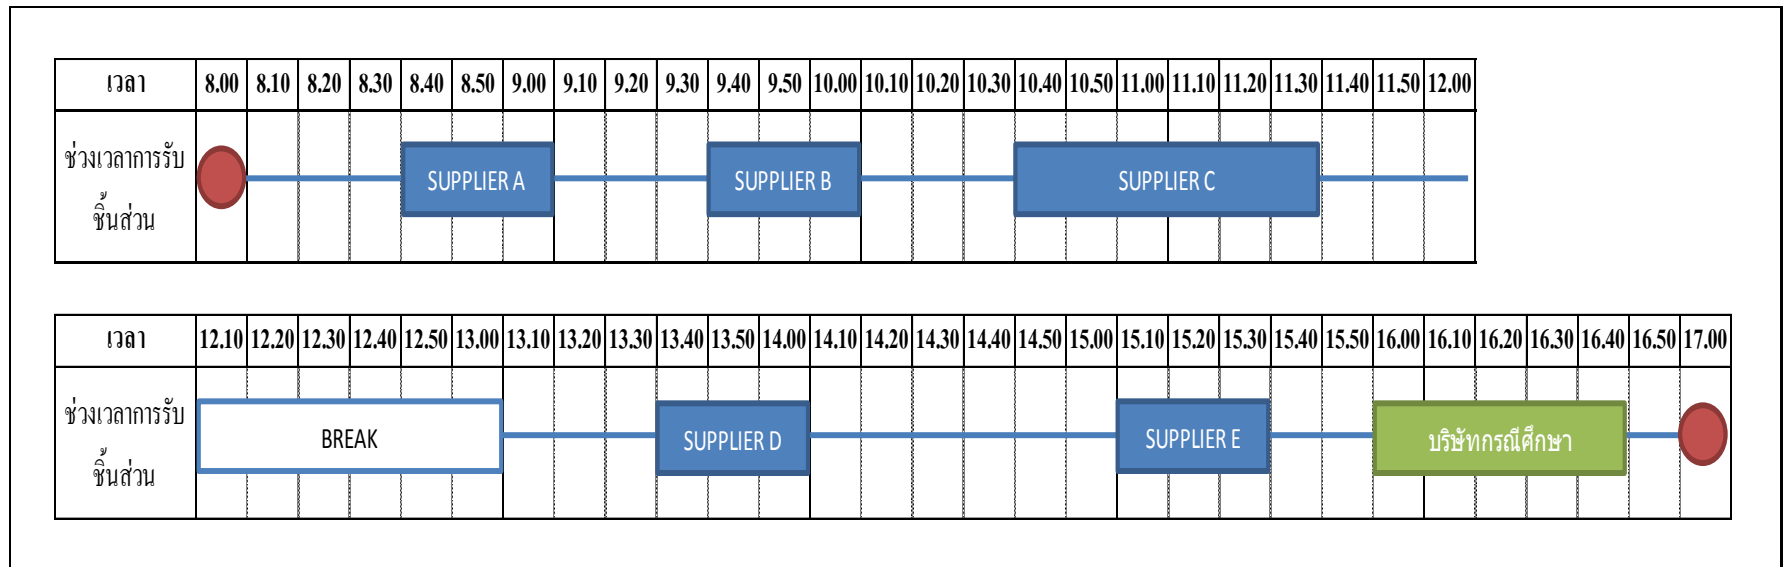 เวลา 8.00 8.10 8.20 8.30 8.40 8.50 9.00 9.10 9.20 9.30 9.40 9.50 10.00 10.10 10.20 10.30 10.40 10.50 11.00 11.10 11.20 11.30 11.40 11.50 12.00
ช่วงเวลาการรับ
ชิ้นส่วน
SUPPLIER A SUPPLIER B SUPPLIER C
เวลา 12.10 12.20 12.30 12.40 12.50 13.00 13.10 13.20 13.30 13.40 13.50 14.00 14.10 14.20 14.30 14.40 14.50 15.00 15.10 15.20 15.30 15.40 15.50 16.00 16.10 16.20 16.30 16.40 16.50 17.00
ช่วงเวลาการรับ
ชิ้นส่วน
BREAK SUPPLIER D SUPPLIER E บริษัทกรณีศึกษา